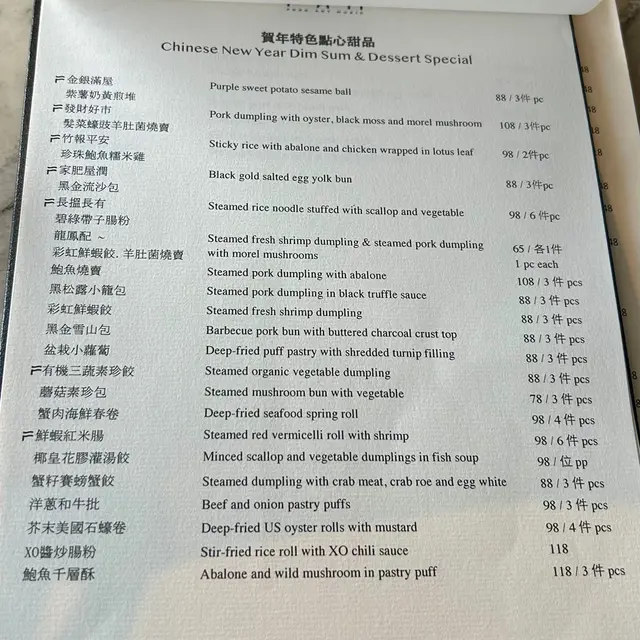 賀年特色點心甜品
Chinese New Year Dim Sum & Dessert Special
金銀滿屋
紫薯奶黃煎堆 Purple sweet potato sesame ball 88 / 3件 pc
發財好市
髮菜蠔豉羊肚菌燒賣 Pork dumpling with oyster, black moss and morel mushroom 108 / 3件pc
竹報平安
珍珠鮑魚糯米雞 Sticky rice with abalone and chicken wrapped in lotus leaf 98 / 2件pc
家肥屋潤
黑金流沙包 Black gold salted egg yolk bun 88 / 3件pc
長搵長有
碧綠帶子腸粉 Steamed rice noodle stuffed with scallop and vegetable 98 / 6 件pc
龍鳳配 ~ Steamed fresh shrimp dumpling & steamed pork dumpling 65 / 各1件
彩虹鮮蝦餃, 羊肚菌燒賣 with morel mushrooms 1 pc each
鮑魚燒賣 Steamed pork dumpling with abalone 108 / 3 件 pcs
黑松露小籠包 Steamed pork dumpling in black truffle sauce 88 / 3 件 pcs
彩虹鮮蝦餃 Steamed fresh shrimp dumpling 88 / 3 件 pcs
黑金雪山包 Barbecue pork bun with buttered charcoal crust top 88 / 3 件 pcs
盆栽小蘿蔔 Deep-fried puff pastry with shredded turnip filling 88 / 3 件 pcs
有機三蔬素珍餃 Steamed organic vegetable dumpling 88 / 3 件 pcs
蘑菇素珍包 Steamed mushroom bun with vegetable 78 / 3 件 pcs
蟹肉海鮮春卷 Deep-fried seafood spring roll 98 / 4 件 pcs
鮮蝦紅米腸 Steamed red vermicelli roll with shrimp 98 / 6 件 pcs
椰皇花膠灌湯餃 Minced scallop and vegetable dumplings in fish soup 98 / 位 pp
蟹籽賽螃蟹餃 Steamed dumpling with crab meat, crab roe and egg white 88 / 3 件 pcs
洋蔥和牛批 Beef and onion pastry puffs 98 / 3 件 pcs
芥末美國石蠔卷 Deep-fried US oyster rolls with mustard 98 / 4 件 pcs
XO醬炒腸粉 Stir-fried rice roll with XO chili sauce 118
鮑魚千層酥 Abalone and wild mushroom in pastry puff 118 / 3 件 pcs